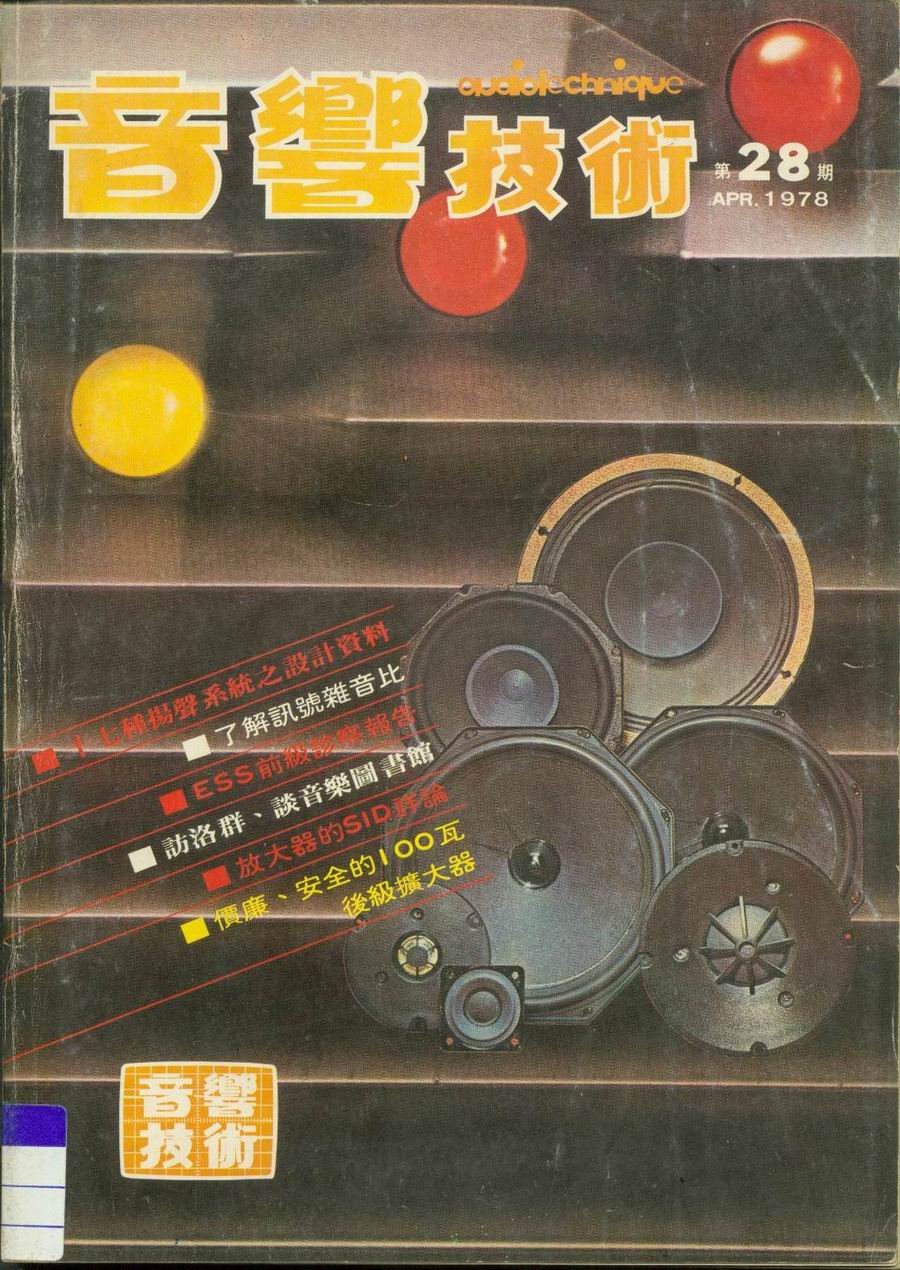 audiotechnique
音響技術
第28期
APR. 1978
■十七種揚聲系統之設計資料
■了解訊號雜音比
■ESS前級診察報告
■訪洛群、談音樂圖書館
■放大器的SID評論
■價廉、安全的100瓦
後級擴大器
音響
技術